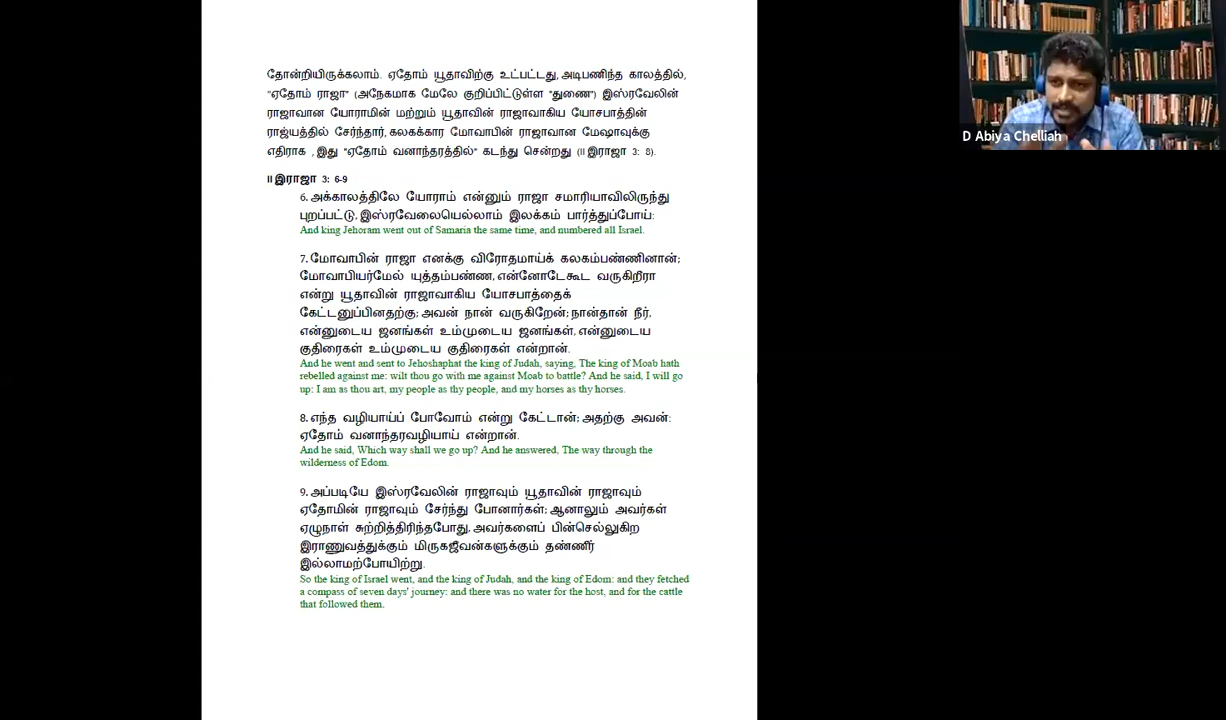 தோன்றியிருக்கலாம். ஏதோம் யூதாவிற்கு உட்பட்டது, அடிபணிந்த காலத்தில்,
"ஏதோம் ராஜா" (அநேகமாக மேலே குறிப்பிட்டுள்ள "துணை") இஸ்ரவேலின்
ராஜாவான யோராமின் மற்றும் யூதாவின் ராஜாவாகிய யோசபாத்தின்
ராஜ்யத்தில் சேர்ந்தார், கலகக்கார மோவாபின் ராஜாவான மேஷாவுக்கு
எதிராக , இது "ஏதோம் வனாந்தரத்தில்" கடந்து சென்றது (II இராஜா 3: 8).
II இராஜா 3: 6-9
6. அக்காலத்திலே யோராம் என்னும் ராஜா சமாரியாவிலிருந்து
புறப்பட்டு, இஸ்ரவேலையெல்லாம் இலக்கம் பார்த்துப்போய்:
And king Jehoram went out of Samaria the same time, and numbered all Israel.
7. மோவாபின் ராஜா எனக்கு விரோதமாய்க் கலகம்பண்ணினான்;
மோவாபியர்மேல் யுத்தம்பண்ண, என்னோடேகூட வருகிறீரா
என்று யூதாவின் ராஜாவாகிய யோசபாத்தைக்
கேட்டனுப்பினதற்கு; அவன் நான் வருகிறேன்; நான்தான் நீர்,
என்னுடைய ஜனங்கள் உம்முடைய ஜனங்கள், என்னுடைய
குதிரைகள் உம்முடைய குதிரைகள் என்றான்.
And he went and sent to Jehoshaphat the king of Judah, saying, The king of Moab hath
rebelled against me: wilt thou go with me against Moab to battle? And he said, I will go
up: I am as thou art, my people as thy people, and my horses as thy horses.
8. எந்த வழியாய்ப் போவோம் என்று கேட்டான்; அதற்கு அவன்:
ஏதோம் வனாந்தரவழியாய் என்றான்.
And he said, Which way shall we go up? And he answered, The way through the
wilderness of Edom.
9. அப்படியே இஸ்ரவேலின் ராஜாவும் யூதாவின் ராஜாவும்
ஏதோமின் ராஜாவும் சேர்ந்து போனார்கள்; ஆனாலும் அவர்கள்
ஏழுநாள் சுற்றித்திரிந்தபோது, அவர்களைப் பின்செல்லுகிற
இராணுவத்துக்கும் மிருகஜீவன்களுக்கும் தண்ணீர்
இல்லாமற்போயிற்று.
So the king of Israel went, and the king of Judah, and the king of Edom: and they fetched
a compass of seven days' journey: and there was no water for the host, and for the cattle
that followed them.
D Abiya Chelliah